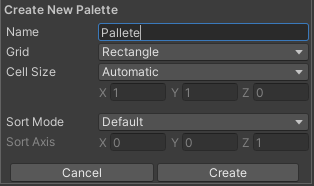 Create New Palette
Name Pallete
Grid Rectangle
Cell Size Automatic
X 1 Y 1 Z 0
Sort Mode Default
Sort Axis X 0 Y 0 Z 1
Cancel Create